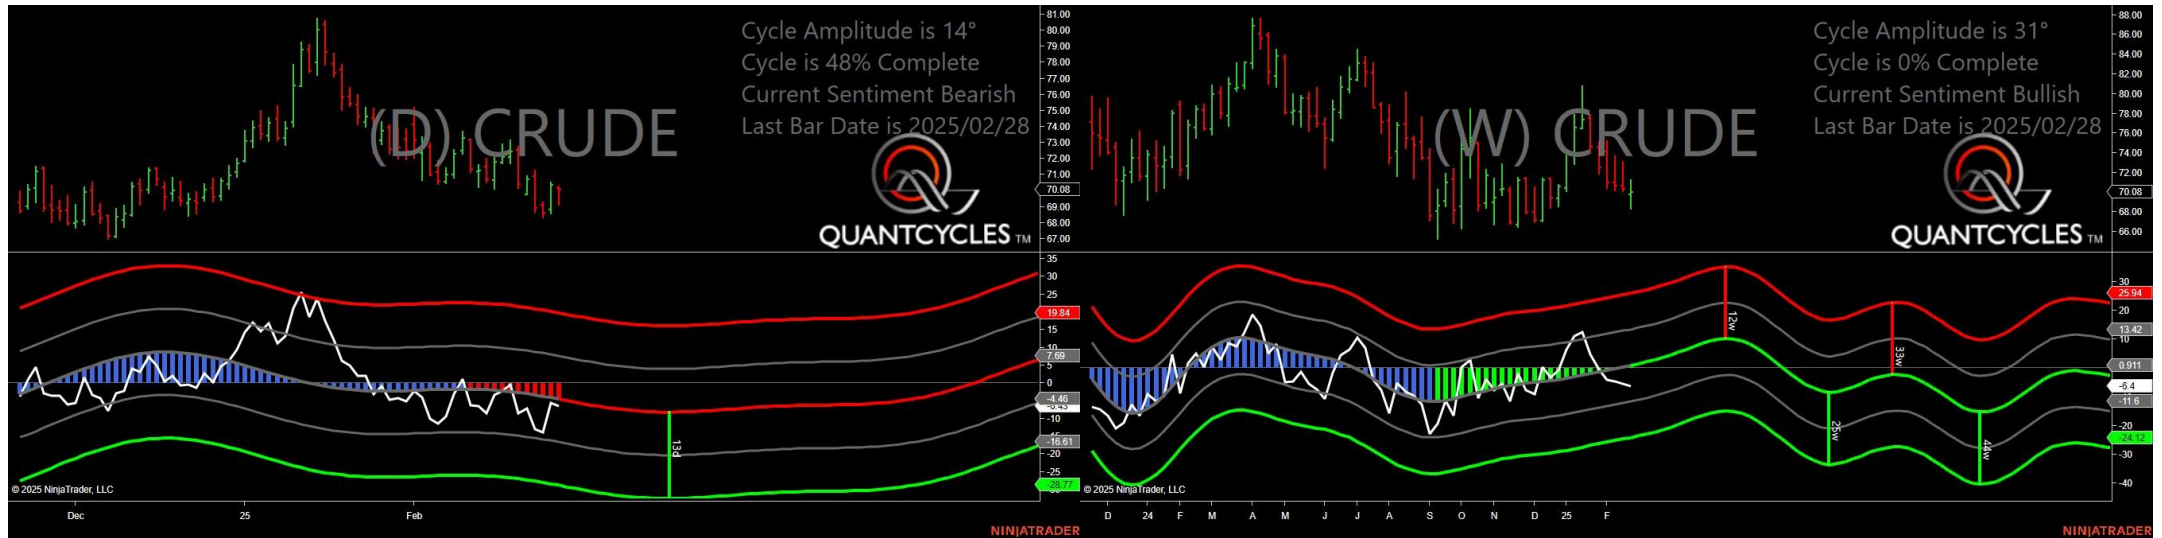 Cycle Amplitude is 14°
Cycle is 48% Complete
Current Sentiment Bearish
Last Bar Date is 2025/02/28
(D) CRUDE
QUANTCYCLES TM
81.00
80.00
79.00
78.00
77.00
76.00
75.00
74.00
73.00
72.00
71.00
70.08
69.00
68.00
67.00
35
30
25
19.84
15
10
7.69
5
0
-4.46
-10
-16.61
-20
-25
-28.77
13d
© 2025 NinjaTrader, LLC
Dec
25
Feb
NINJATRADER
Cycle Amplitude is 31°
Cycle is 0% Complete
Current Sentiment Bullish
Last Bar Date is 2025/02/28
(W) CRUDE
QUANTCYCLES TM
88.00
86.00
84.00
82.00
80.00
78.00
76.00
74.00
72.00
70.08
68.00
66.00
30
25.94
20
13.42
10
0.911
-6.4
-11.6
-20
-24.12
-30
-40
12w
33w
25w
44w
© 2025 NinjaTrader, LLC
D
24
F
M
A
M
J
J
A
S
O
N
D
25
F
NINJATRADER